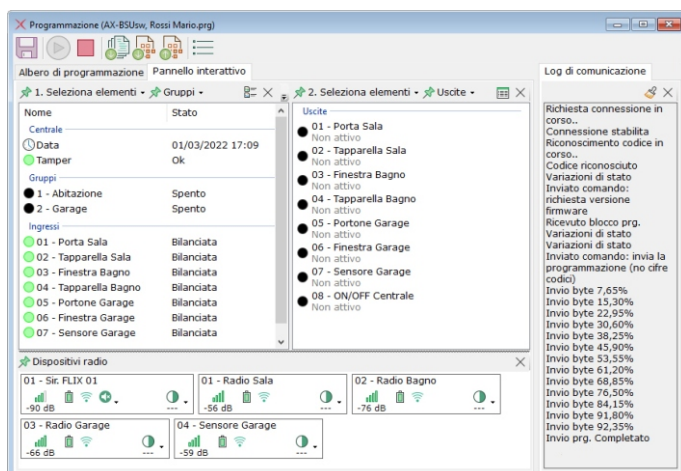 Programmazione (AX-BSUsw, Rossi Mario.prg)
Albero di programmazione Pannello interattivo
Log di comunicazione
1. Seleziona elementi Gruppi
Nome Stato
Centrale
Data 01/03/2022 17:09
Tamper Ok
Gruppi
1 - Abitazione Spento
2 - Garage Spento
Ingressi
01 - Porta Sala Bilanciata
02 - Tapparella Sala Bilanciata
03 - Finestra Bagno Bilanciata
04 - Tapparella Bagno Bilanciata
05 - Portone Garage Bilanciata
06 - Finestra Garage Bilanciata
07 - Sensore Garage Bilanciata
2. Seleziona elementi Uscite
Uscite
01 - Porta Sala
Non attivo
02 - Tapparella Sala
Non attivo
03 - Finestra Bagno
Non attivo
04 - Tapparella Bagno
Non attivo
05 - Portone Garage
Non attivo
06 - Finestra Garage
Non attivo
07 - Sensore Garage
Non attivo
08 - ON/OFF Centrale
Non attivo
Dispositivi radio
01 - Sir. FLIX 01
-90 dB ---
01 - Radio Sala
-56 dB ---
02 - Radio Bagno
-76 dB ---
03 - Radio Garage
-66 dB ---
04 - Sensore Garage
-59 dB ---
Richiesta connessione in
corso..
Connessione stabilita
Riconoscimento codice in
corso..
Codice riconosciuto
Variazioni di stato
Inviato comando:
richiesta versione
firmware
Ricevuto blocco prg.
Variazioni di stato
Variazioni di stato
Inviato comando: invia la
programmazione (no cifre
codici)
Invio byte 7,65%
Invio byte 15,30%
Invio byte 22,95%
Invio byte 30,60%
Invio byte 38,25%
Invio byte 45,90%
Invio byte 53,55%
Invio byte 61,20%
Invio byte 68,85%
Invio byte 76,50%
Invio byte 84,15%
Invio byte 91,80%
Invio byte 92,35%
Invio prg. Completato